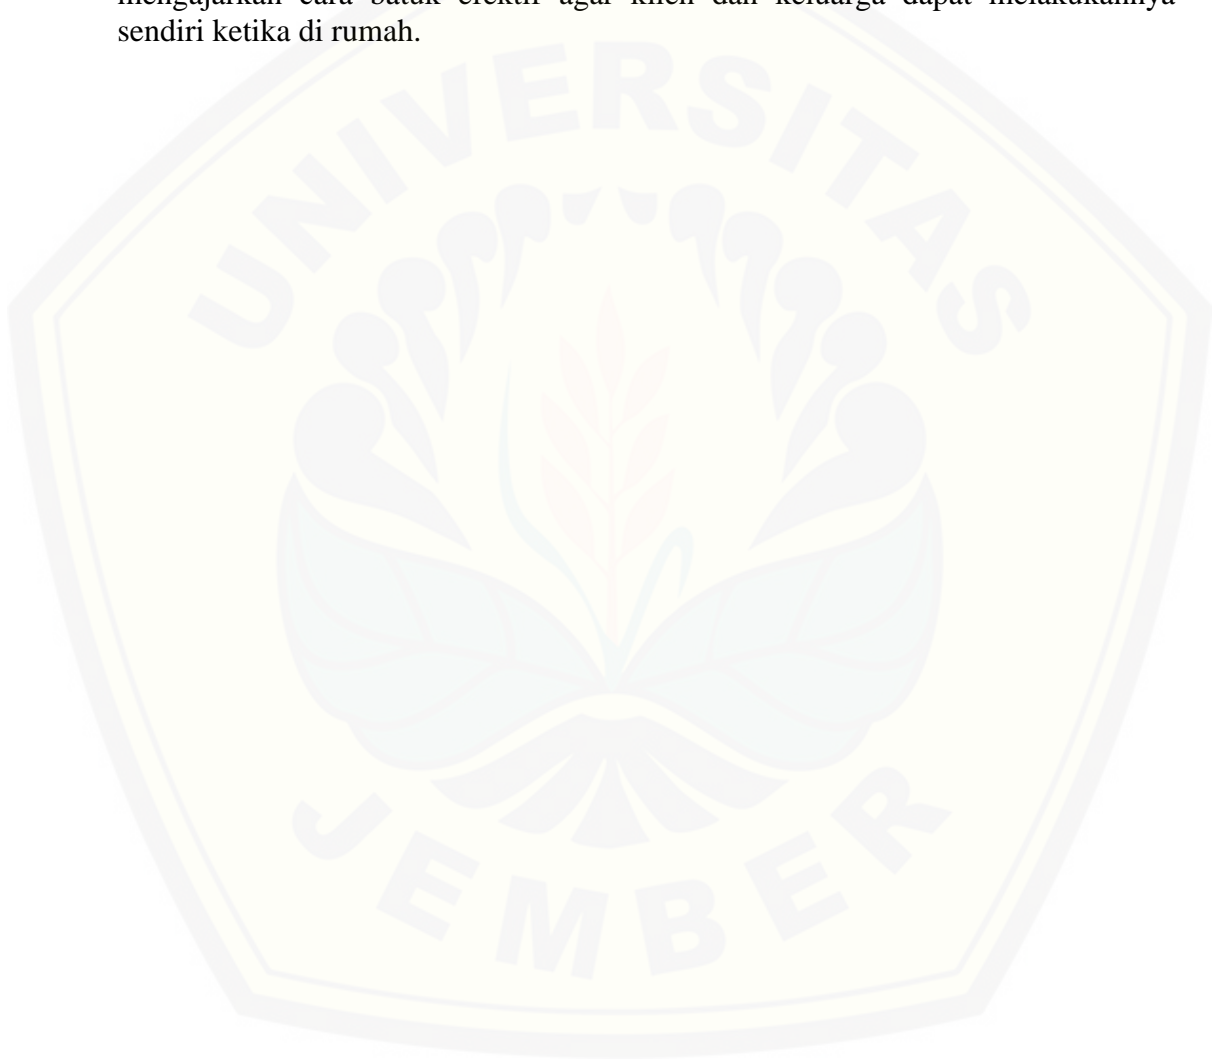 mengajarkan cara batuk efektif agar klien dan keluarga dapat melakukannya
sendiri ketika di rumah.
UNIVERSITAS
JEMBER